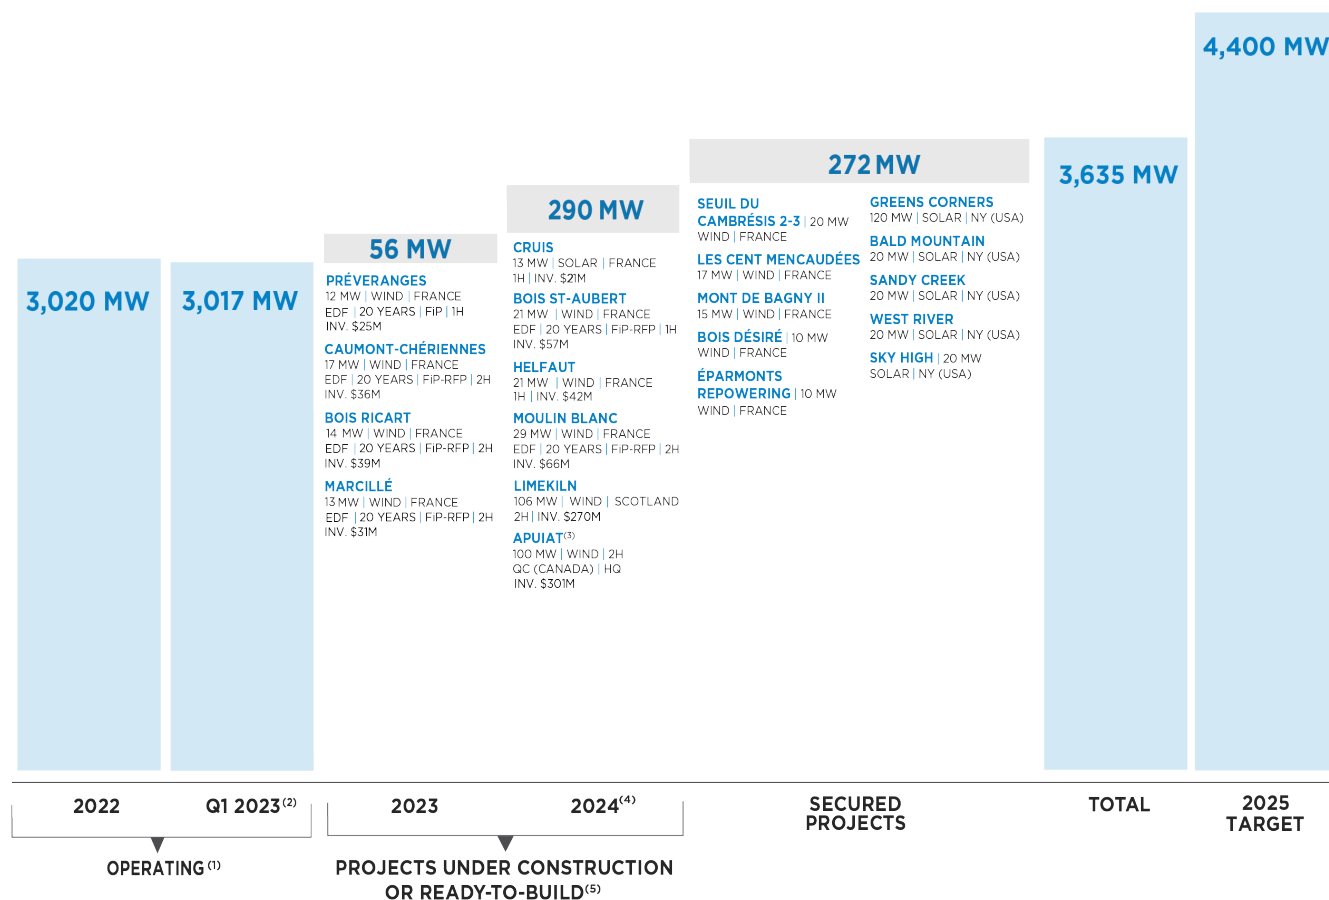 4,400 MW
272 MW
3,635 MW
290 MW
56 MW
3,020 MW
3,017 MW
PRÉVERANGES
12 MW | WIND | FRANCE
EDF | 20 YEARS | FiP | 1H
INV. $25M
CAUMONT-CHÉRIENNES
17 MW | WIND | FRANCE
EDF | 20 YEARS | FiP-RFP | 2H
INV. $36M
BOIS RICART
14 MW | WIND | FRANCE
EDF | 20 YEARS | FiP-RFP | 2H
INV. $39M
MARCILLÉ
13 MW | WIND | FRANCE
EDF | 20 YEARS | FiP-RFP | 2H
INV. $31M
CRUIS
13 MW | SOLAR | FRANCE
1H | INV. $21M
BOIS ST-AUBERT
21 MW | WIND | FRANCE
EDF | 20 YEARS | FiP-RFP | 1H
INV. $57M
HELFAUT
21 MW | WIND | FRANCE
1H | INV. $42M
MOULIN BLANC
29 MW | WIND | FRANCE
EDF | 20 YEARS | FiP-RFP | 2H
INV. $66M
LIMEKILN
106 MW | WIND | SCOTLAND
2H | INV. $270M
APUIAT(3)
100 MW | WIND | 2H
QC (CANADA) | HQ
INV. $301M
SEUIL DU
CAMBRÉSIS 2-3 | 20 MW
WIND | FRANCE
LES CENT MENCAUDÉES
17 MW | WIND | FRANCE
MONT DE BAGNY II
15 MW | WIND | FRANCE
BOIS DÉSIRÉ | 10 MW
WIND | FRANCE
ÉPARMONTS
REPOWERING | 10 MW
WIND | FRANCE
GREENS CORNERS
120 MW | SOLAR | NY (USA)
BALD MOUNTAIN
20 MW | SOLAR | NY (USA)
SANDY CREEK
20 MW | SOLAR | NY (USA)
WEST RIVER
20 MW | SOLAR | NY (USA)
SKY HIGH | 20 MW
SOLAR | NY (USA)
2022
Q1 2023(2)
2023
2024(4)
SECURED
PROJECTS
TOTAL
2025
TARGET
OPERATING(1)
PROJECTS UNDER CONSTRUCTION
OR READY-TO-BUILD(5)